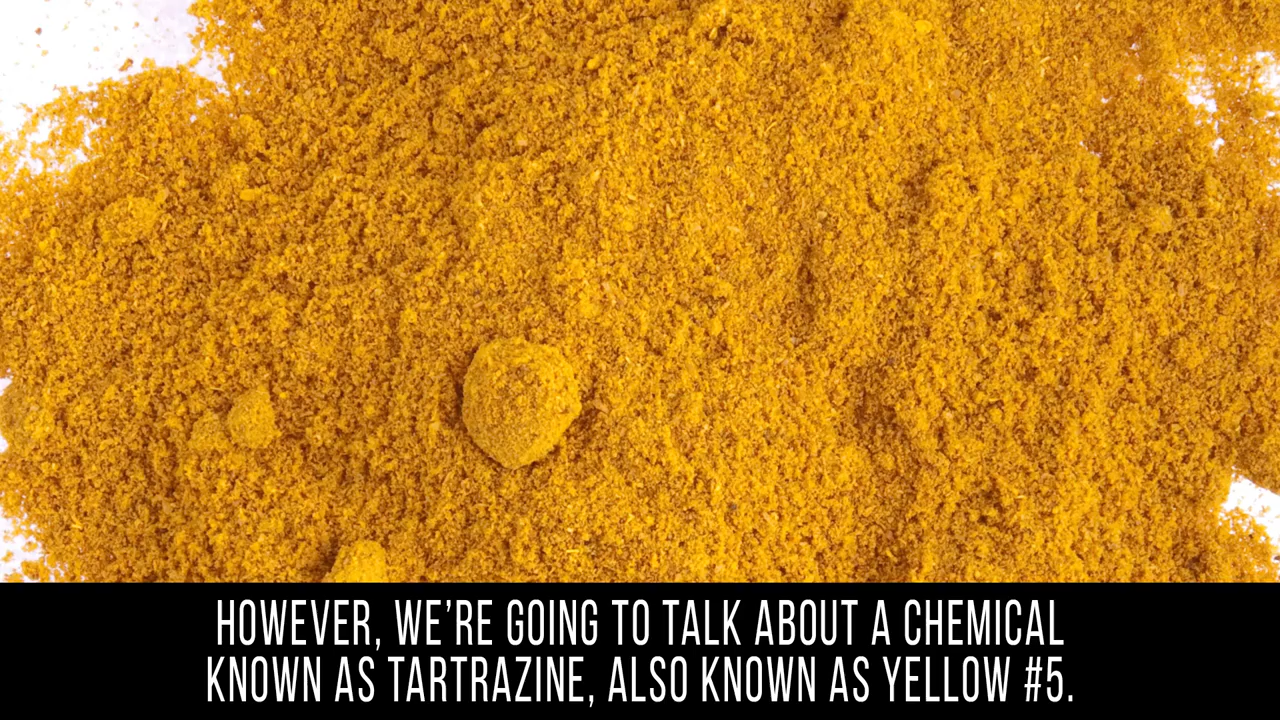 HOWEVER, WE’RE GOING TO TALK ABOUT A CHEMICAL
KNOWN AS TARTRAZINE, ALSO KNOWN AS YELLOW #5.